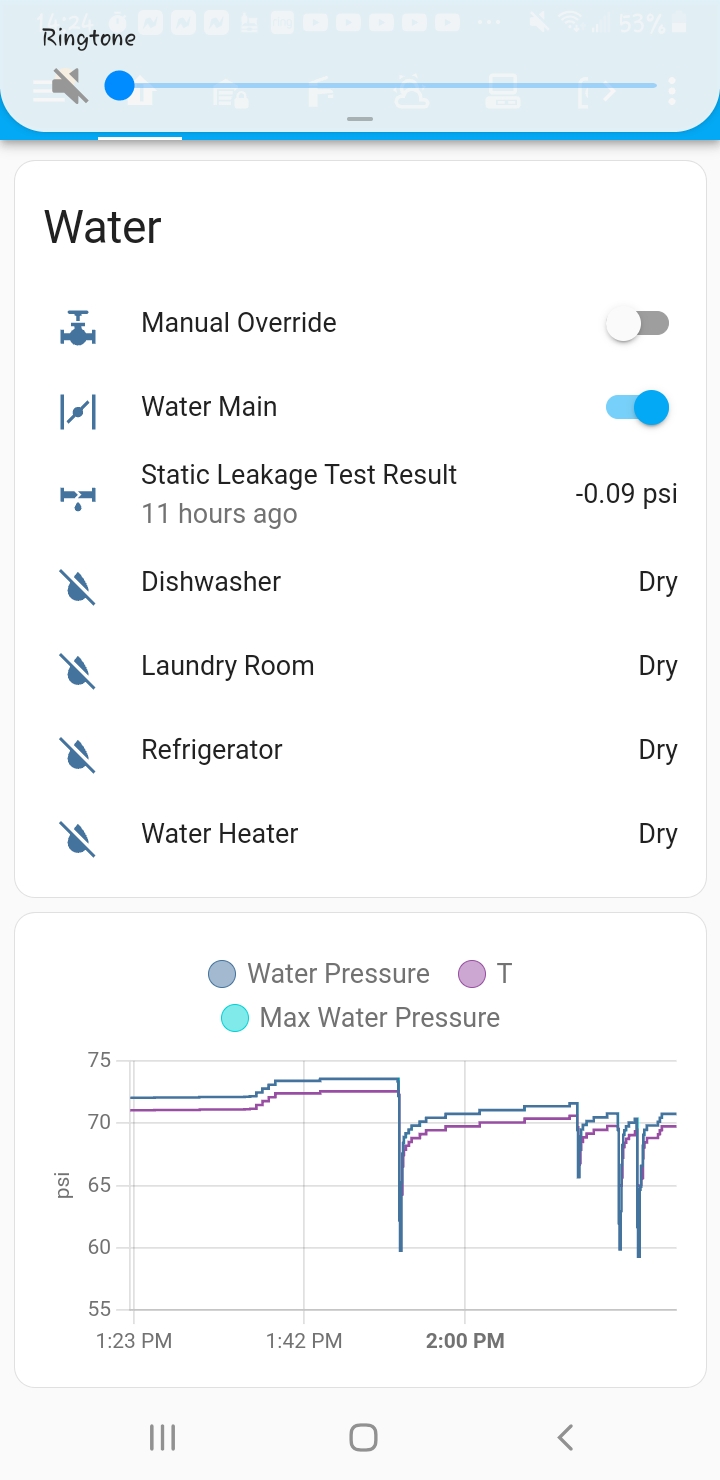 14:24
53%
Ringtone
Water
Manual Override
Water Main
Static Leakage Test Result
11 hours ago
-0.09 psi
Dishwasher
Dry
Laundry Room
Dry
Refrigerator
Dry
Water Heater
Dry
Water Pressure
T
Max Water Pressure
75
70
65
60
55
psi
1:23 PM
1:42 PM
2:00 PM